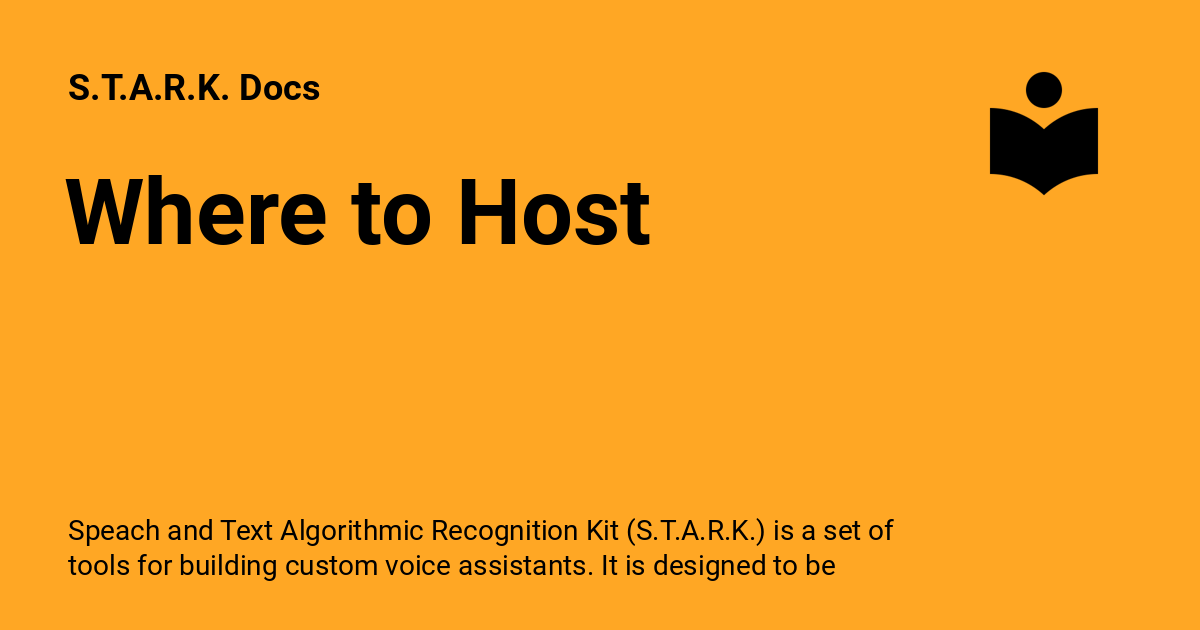 S.T.A.R.K. Docs
Where to Host
Speach and Text Algorithmic Recognition Kit (S.T.A.R.K.) is a set of
tools for building custom voice assistants. It is designed to be